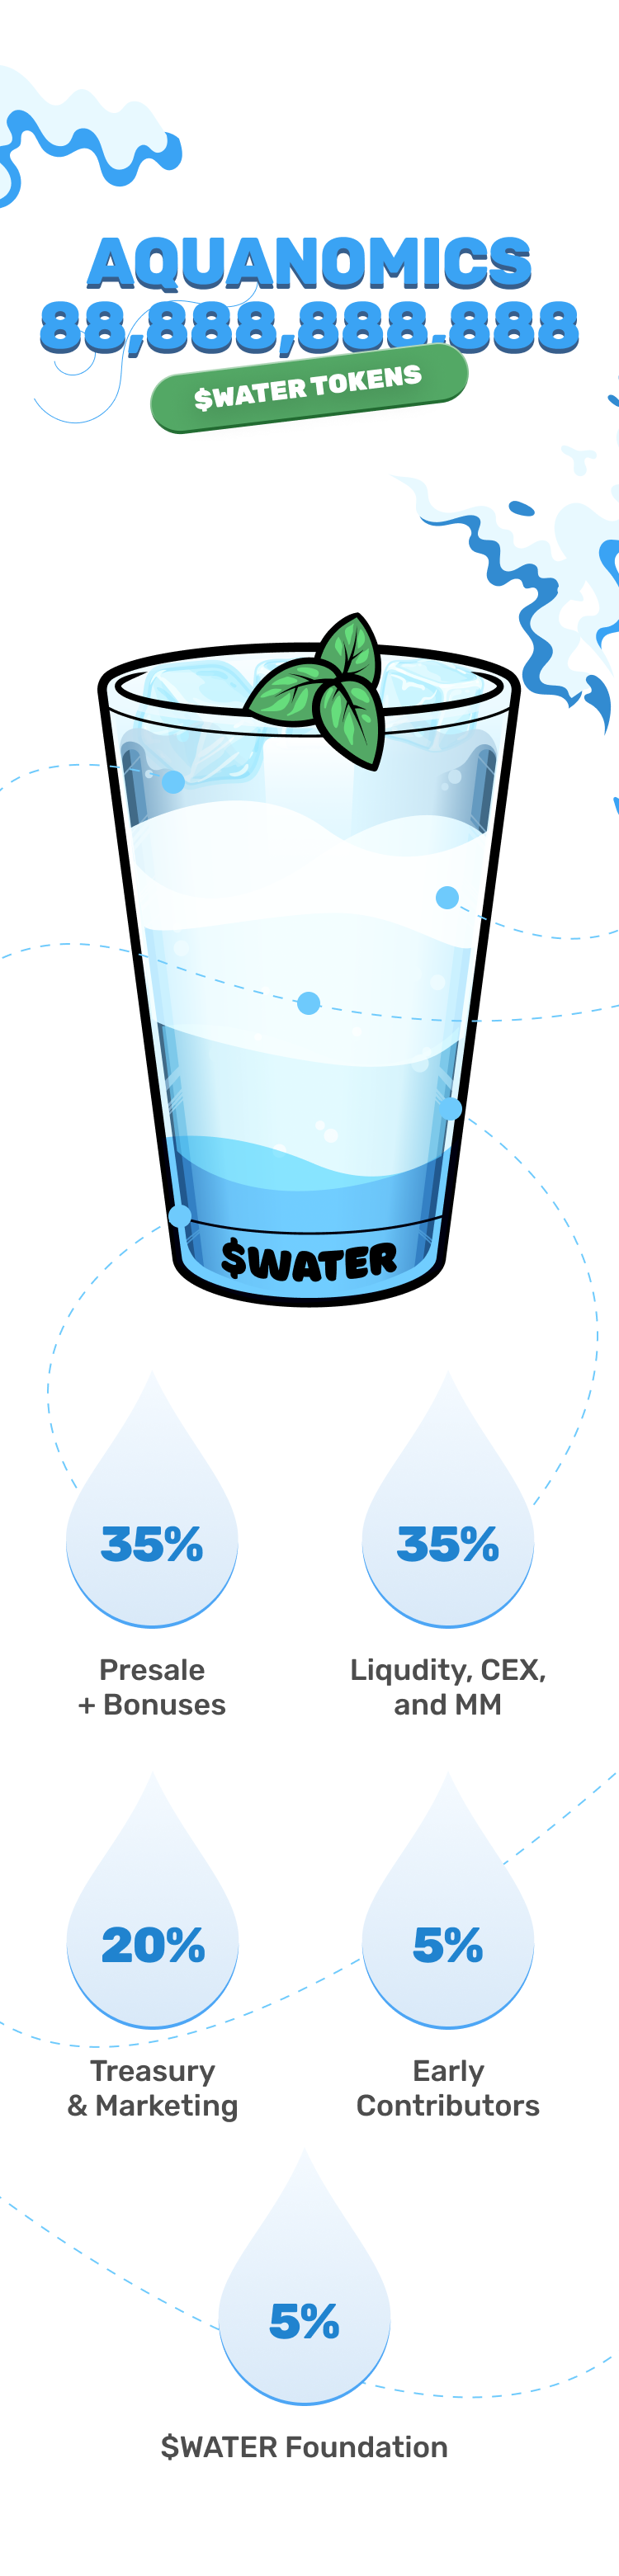 AQUANOMICS
88,888,888,888
$WATER TOKENS
$WATER
35%
Presale
+ Bonuses
35%
Liqudity, CEX,
and MM
20%
Treasury
& Marketing
5%
Early
Contributors
5%
$WATER Foundation